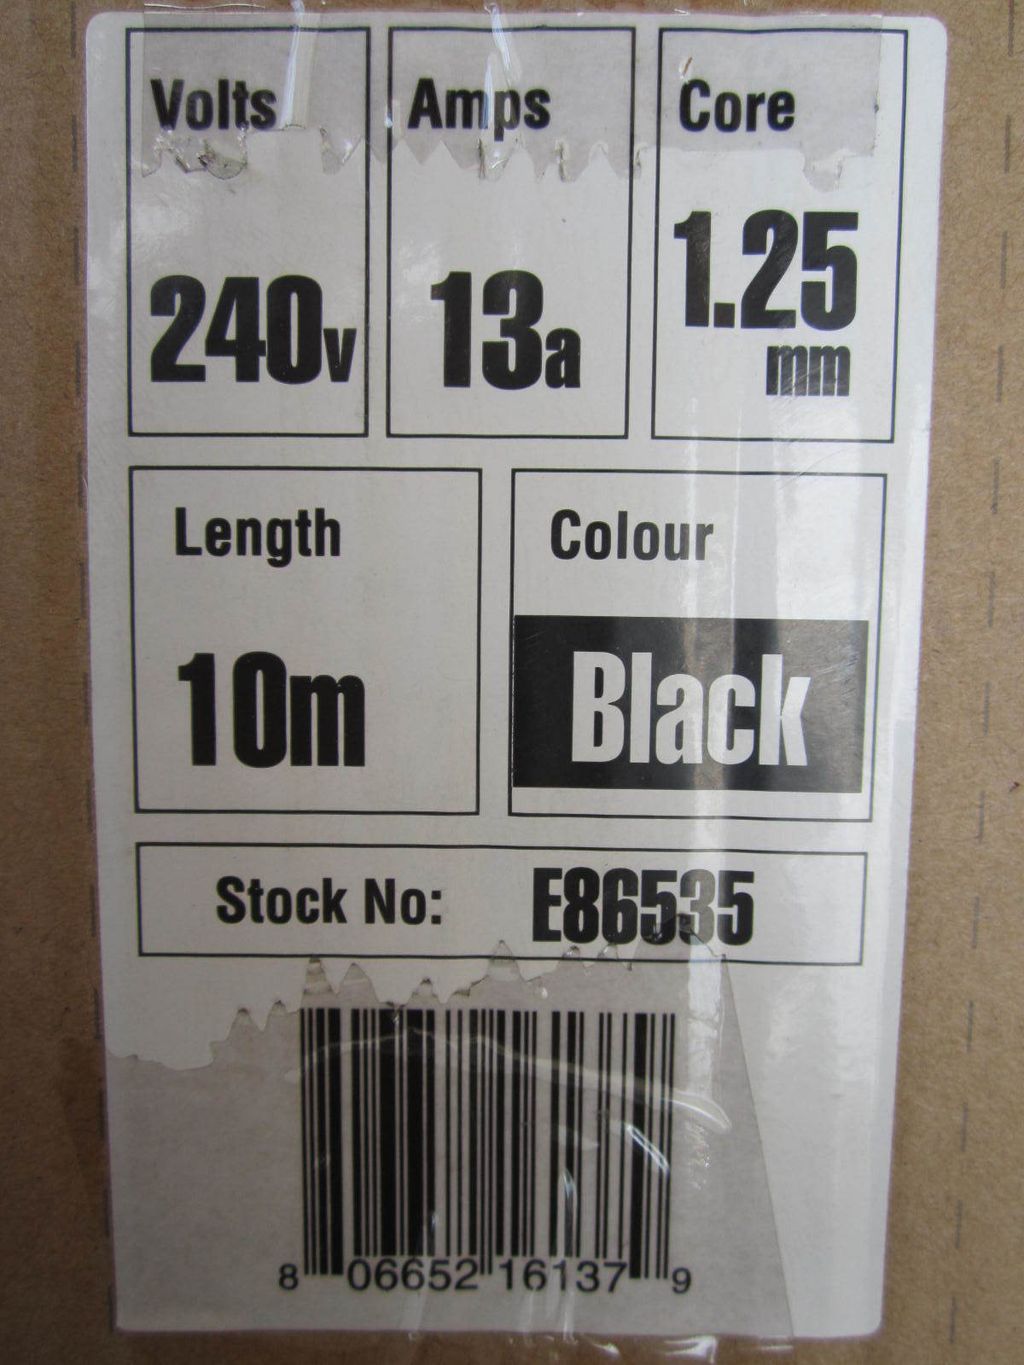 Volts Amps Core
240v 13a 1.25
mm
Length Colour
10m Black
Stock No: E86535
8 06652 16137 9